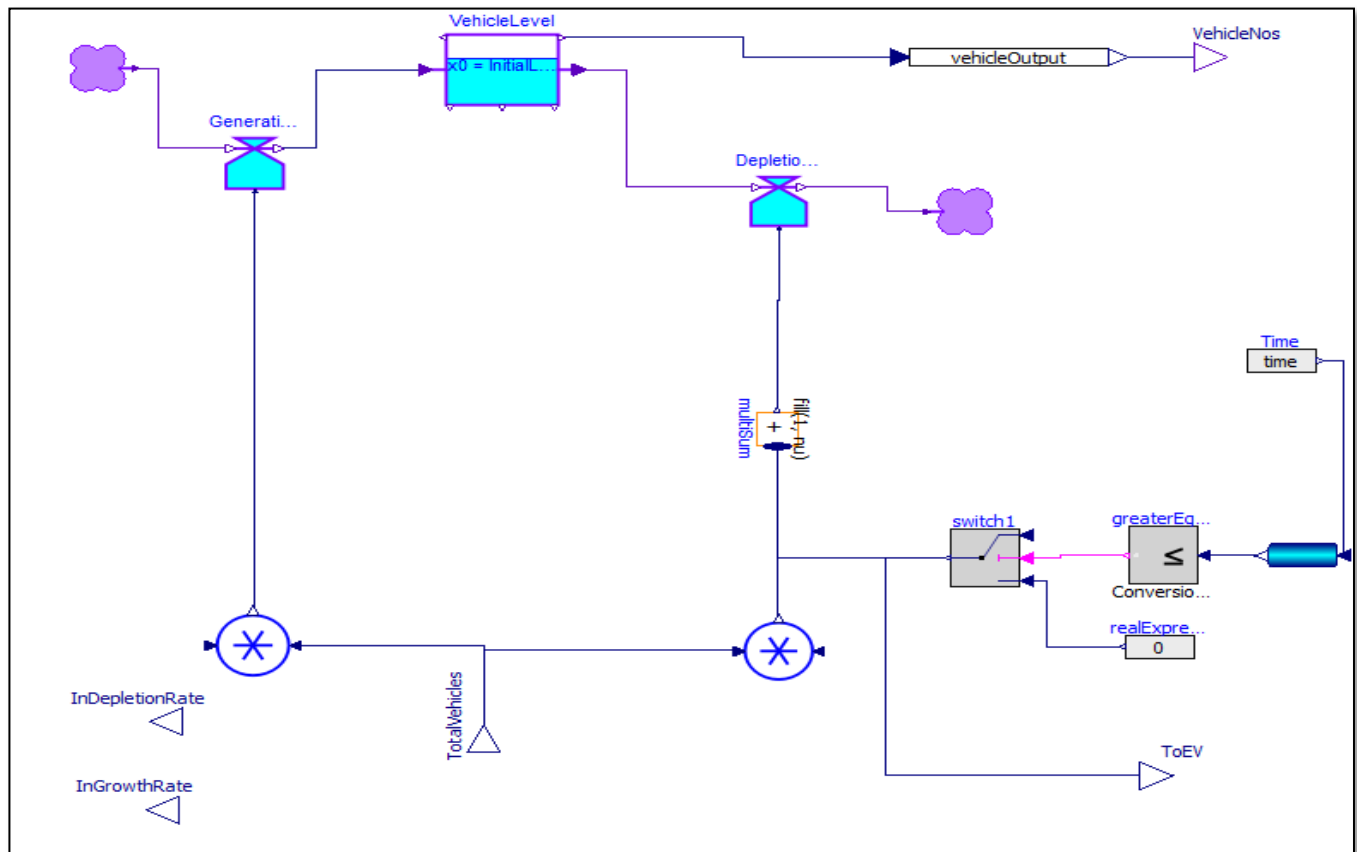 VehicleLevel
VehicleNos
x0 = InitialL...
vehicleOutput
Generati...
Depletio...
Time
time
fill(1, nu)
+
multiSum
switch1
greaterEq...
≤
Conversio...
realExpre...
0
InDepletionRate
TotalVehicles
ToEV
InGrowthRate